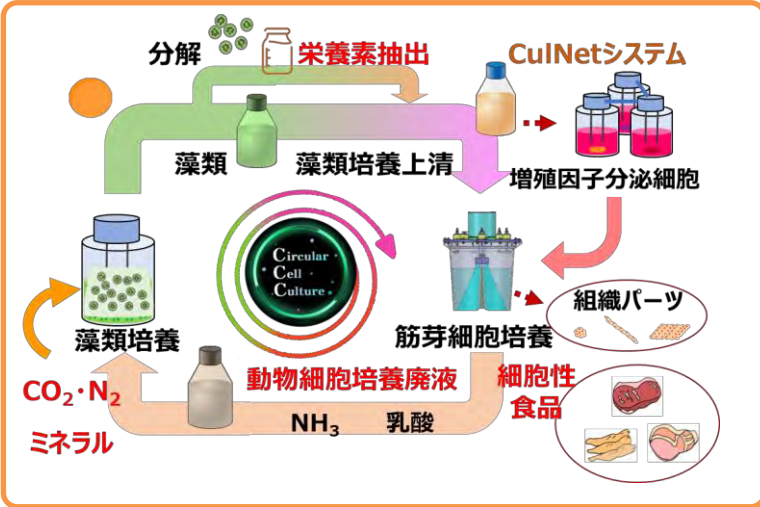 分解
栄養素抽出
CulNetシステム
藻類
藻類培養上清
増殖因子分泌細胞
Circular
Cell
Culture
組織パーツ
藻類培養
筋芽細胞培養
CO₂・N₂
ミネラル
動物細胞培養廃液
細胞性
食品
NH₃
乳酸